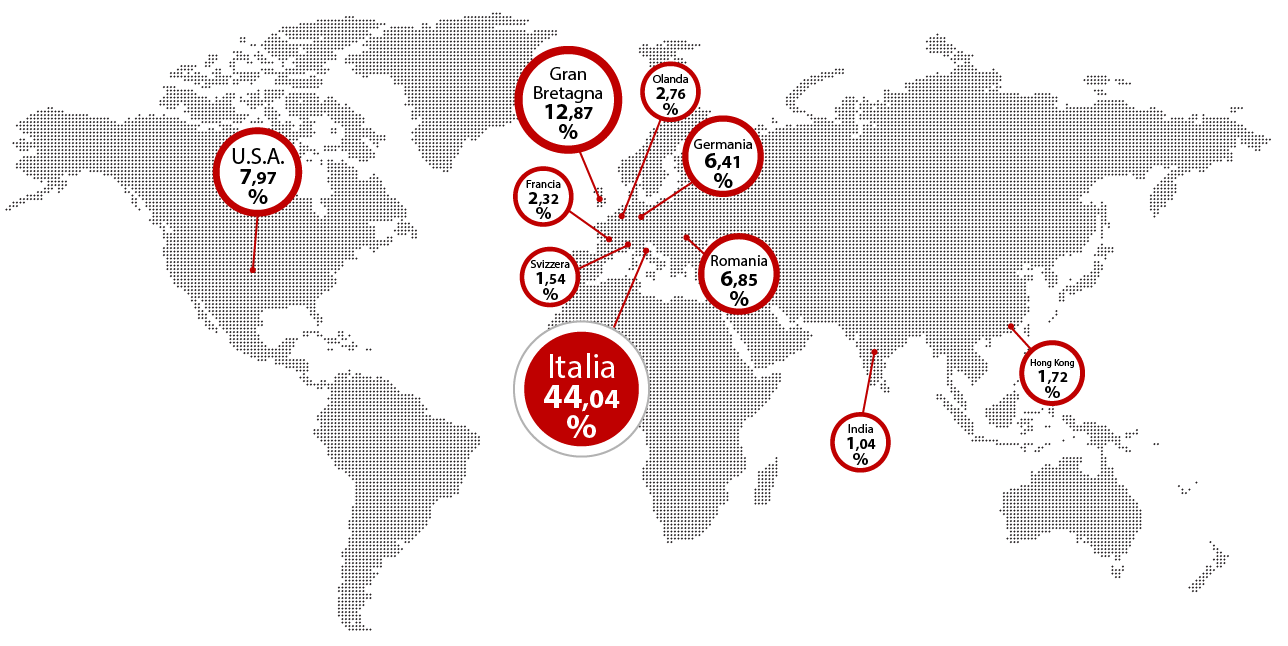 Gran
Bretagna
12,87
%
Olanda
2,76
%
U.S.A.
7,97
%
Germania
6,41
%
Francia
2,32
%
Svizzera
1,54
%
Romania
6,85
%
Italia
44,04
%
Hong Kong
1,72
%
India
1,04
%